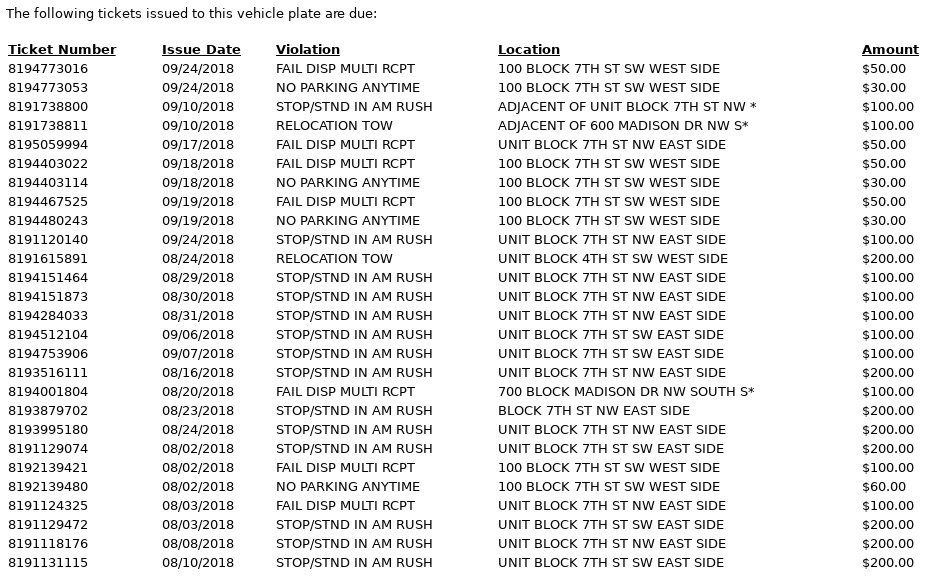 The following tickets issued to this vehicle plate are due:
Ticket Number Issue Date Violation Location Amount
8194773016 09/24/2018 FAIL DISP MULTI RCPT 100 BLOCK 7TH ST SW WEST SIDE $50.00
8194773053 09/24/2018 NO PARKING ANYTIME 100 BLOCK 7TH ST SW WEST SIDE $30.00
8191738800 09/10/2018 STOP/STND IN AM RUSH ADJACENT OF UNIT BLOCK 7TH ST NW * $100.00
8191738811 09/10/2018 RELOCATION TOW ADJACENT OF 600 MADISON DR NW S* $100.00
8195059994 09/17/2018 FAIL DISP MULTI RCPT UNIT BLOCK 7TH ST NW EAST SIDE $50.00
8194403022 09/18/2018 FAIL DISP MULTI RCPT 100 BLOCK 7TH ST SW WEST SIDE $50.00
8194403114 09/18/2018 NO PARKING ANYTIME 100 BLOCK 7TH ST SW WEST SIDE $30.00
8194467525 09/19/2018 FAIL DISP MULTI RCPT 100 BLOCK 7TH ST SW WEST SIDE $50.00
8194480243 09/19/2018 NO PARKING ANYTIME 100 BLOCK 7TH ST SW WEST SIDE $30.00
8191120140 09/24/2018 STOP/STND IN AM RUSH UNIT BLOCK 7TH ST NW EAST SIDE $100.00
8191615891 08/24/2018 RELOCATION TOW UNIT BLOCK 4TH ST SW WEST SIDE $200.00
8194151464 08/29/2018 STOP/STND IN AM RUSH UNIT BLOCK 7TH ST NW EAST SIDE $100.00
8194151873 08/30/2018 STOP/STND IN AM RUSH UNIT BLOCK 7TH ST NW EAST SIDE $100.00
8194284033 08/31/2018 STOP/STND IN AM RUSH UNIT BLOCK 7TH ST NW EAST SIDE $100.00
8194512104 09/06/2018 STOP/STND IN AM RUSH UNIT BLOCK 7TH ST SW EAST SIDE $100.00
8194753906 09/07/2018 STOP/STND IN AM RUSH UNIT BLOCK 7TH ST SW EAST SIDE $100.00
8193516111 08/16/2018 STOP/STND IN AM RUSH UNIT BLOCK 7TH ST NW EAST SIDE $200.00
8194001804 08/20/2018 FAIL DISP MULTI RCPT 700 BLOCK MADISON DR NW SOUTH S* $100.00
8193879702 08/23/2018 STOP/STND IN AM RUSH BLOCK 7TH ST NW EAST SIDE $200.00
8193995180 08/24/2018 STOP/STND IN AM RUSH UNIT BLOCK 7TH ST NW EAST SIDE $200.00
8191129074 08/02/2018 STOP/STND IN AM RUSH UNIT BLOCK 7TH ST SW EAST SIDE $200.00
8192139421 08/02/2018 FAIL DISP MULTI RCPT 100 BLOCK 7TH ST SW WEST SIDE $100.00
8192139480 08/02/2018 NO PARKING ANYTIME 100 BLOCK 7TH ST SW WEST SIDE $60.00
8191124325 08/03/2018 FAIL DISP MULTI RCPT UNIT BLOCK 7TH ST NW EAST SIDE $100.00
8191129472 08/03/2018 STOP/STND IN AM RUSH UNIT BLOCK 7TH ST SW EAST SIDE $200.00
8191118176 08/08/2018 STOP/STND IN AM RUSH UNIT BLOCK 7TH ST NW EAST SIDE $200.00
8191131115 08/10/2018 STOP/STND IN AM RUSH UNIT BLOCK 7TH ST SW EAST SIDE $200.00